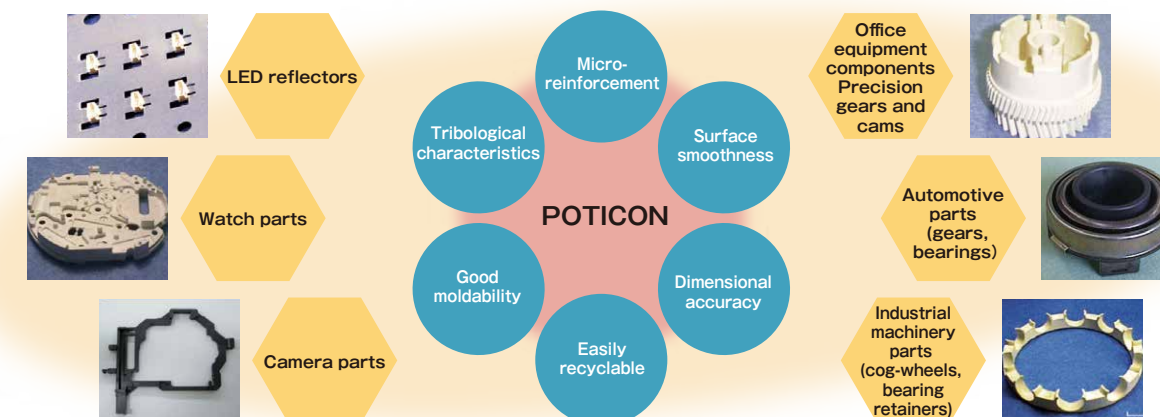 LED reflectors
Watch parts
Camera parts
Micro-
reinforcement
Tribological
characteristics
Surface
smoothness
POTICON
Good
moldability
Dimensional
accuracy
Easily
recyclable
Office
equipment
components
Precision
gears and
cams
Automotive
parts
(gears,
bearings)
Industrial
machinery
parts
(cog-wheels,
bearing
retainers)